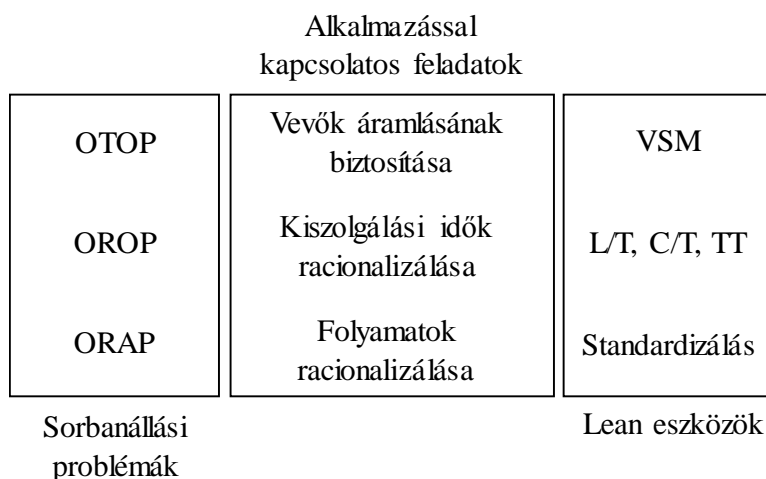 Alkalmazással
kapcsolatos feladatok
OTOP
Vevők áramlásának
biztosítása
VSM
OROP
Kiszolgálási idők
racionalizálása
L/T, C/T, TT
ORAP
Folyamatok
racionalizálása
Standardizálás
Sorbanállási
problémák
Lean eszközök